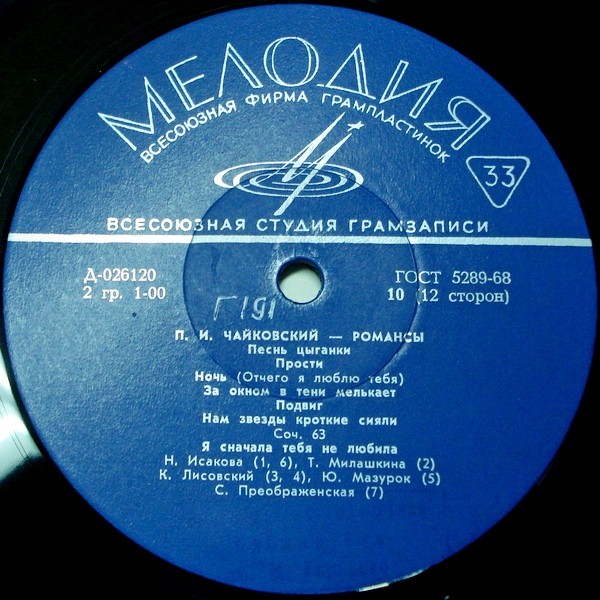 МЕЛОДИЯ
ВСЕСОЮЗНАЯ ФИРМА ГРАМПЛАСТИНОК
33
ВСЕСОЮЗНАЯ СТУДИЯ ГРАМЗАПИСИ
Д-026120
ГОСТ 5289-68
2 гр. 1-00
10 (12 сторон)
Г191
П. И. ЧАЙКОВСКИЙ — РОМАНСЫ
Песнь цыганки
Прости
Ночь (Отчего я люблю тебя)
За окном в тени мелькает
Подвиг
Нам звезды кроткие сияли
Соч. 63
Я сначала тебя не любила
Н. Исакова (1, 6), Т. Милашкина (2)
К. Лисовский (3, 4), Ю. Мазурок (5)
С. Преображенская (7)